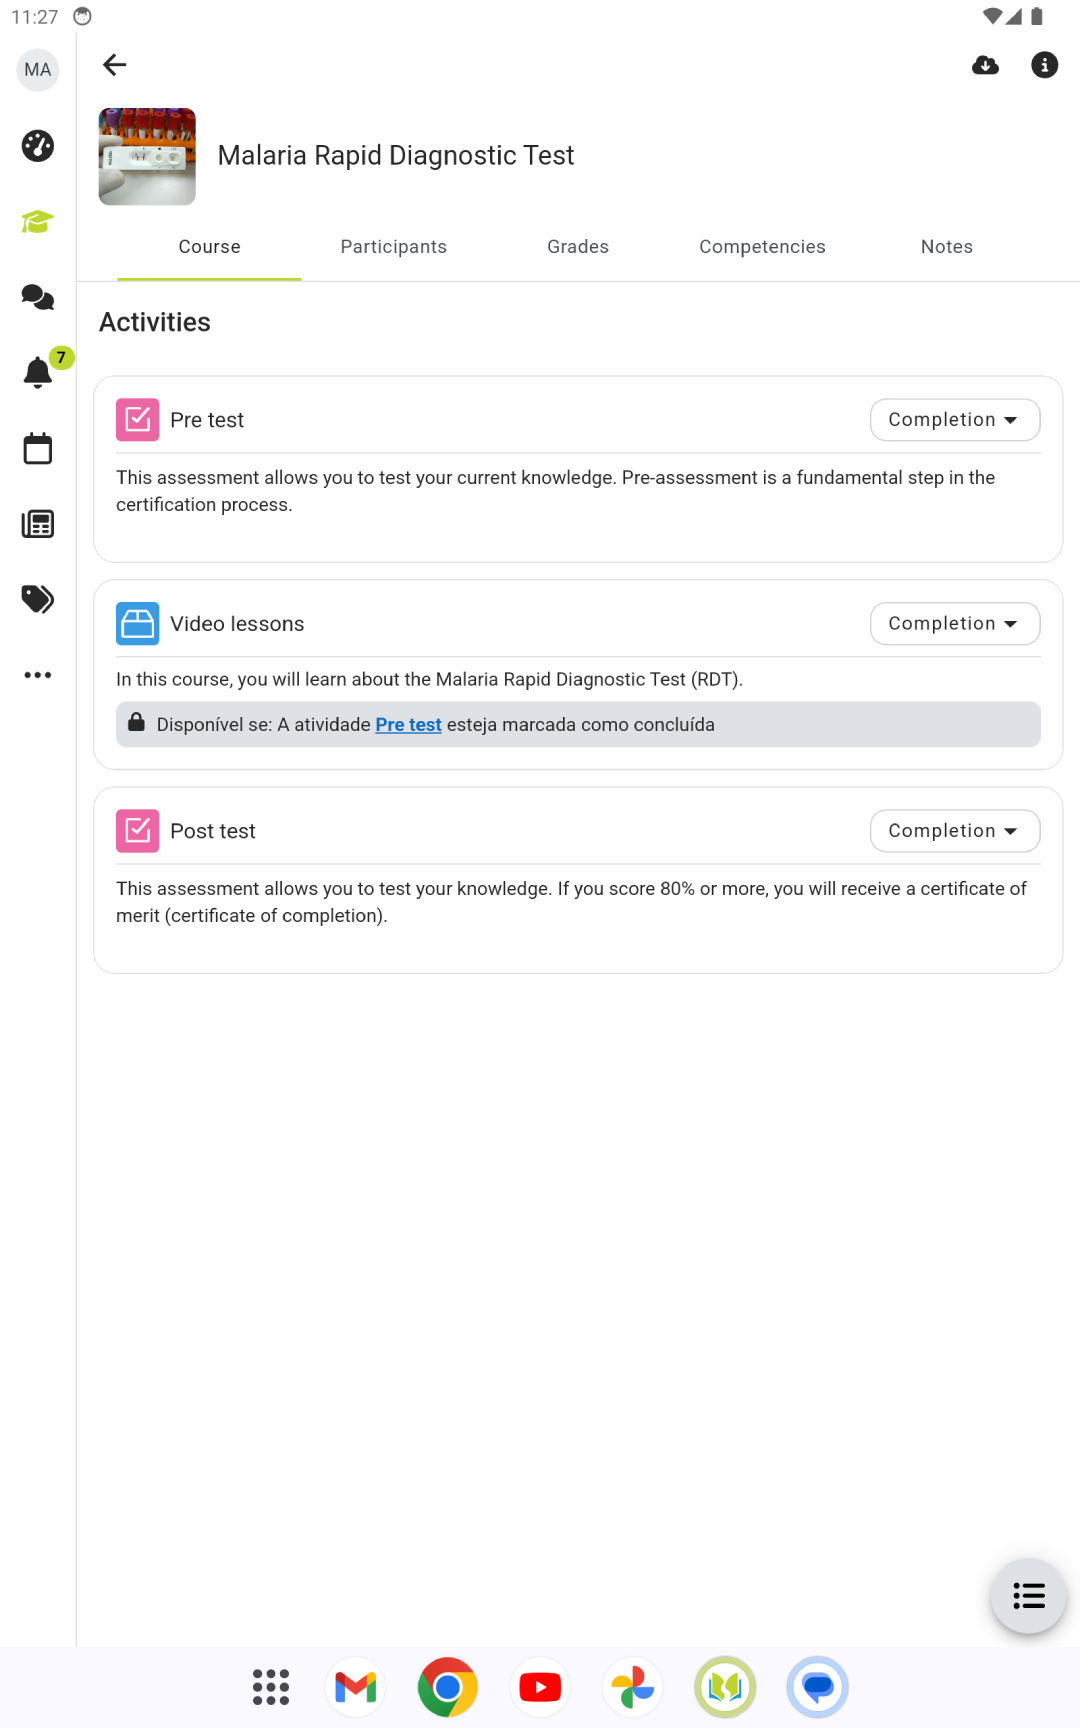 11:27
MA
Malaria Rapid Diagnostic Test
Course
Participants
Grades
Competencies
Notes
7
Activities
Pre test
Completion
This assessment allows you to test your current knowledge. Pre-assessment is a fundamental step in the
certification process.
Video lessons
Completion
In this course, you will learn about the Malaria Rapid Diagnostic Test (RDT).
Disponível se: A atividade Pre test esteja marcada como concluída
Post test
Completion
This assessment allows you to test your knowledge. If you score 80% or more, you will receive a certificate of
merit (certificate of completion).